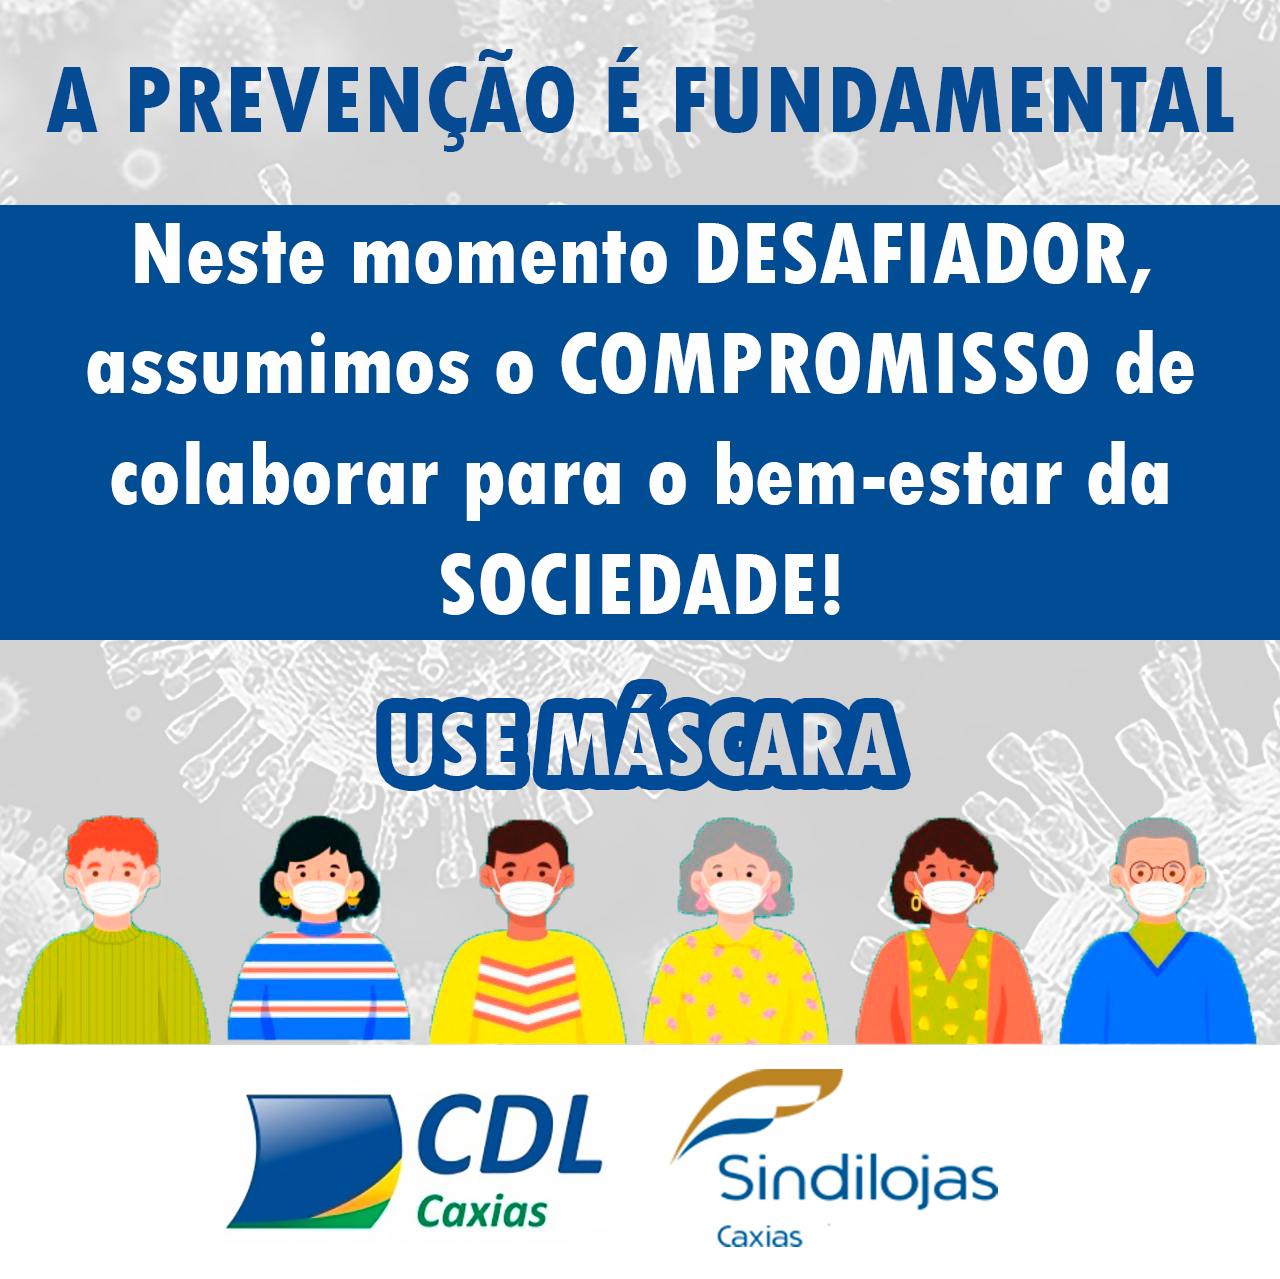 A PREVENÇÃO É FUNDAMENTAL
Neste momento DESAFIADOR,
assumimos o COMPROMISSO de
colaborar para o bem-estar da
SOCIEDADE!
USE MÁSCARA
CDL
Caxias
Sindilojas
Caxias